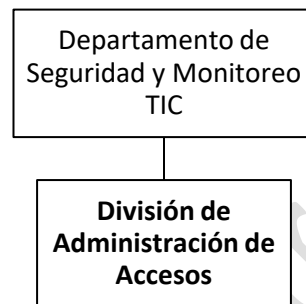 Departamento de
Seguridad y Monitoreo
TIC
División de
Administración de
Accesos